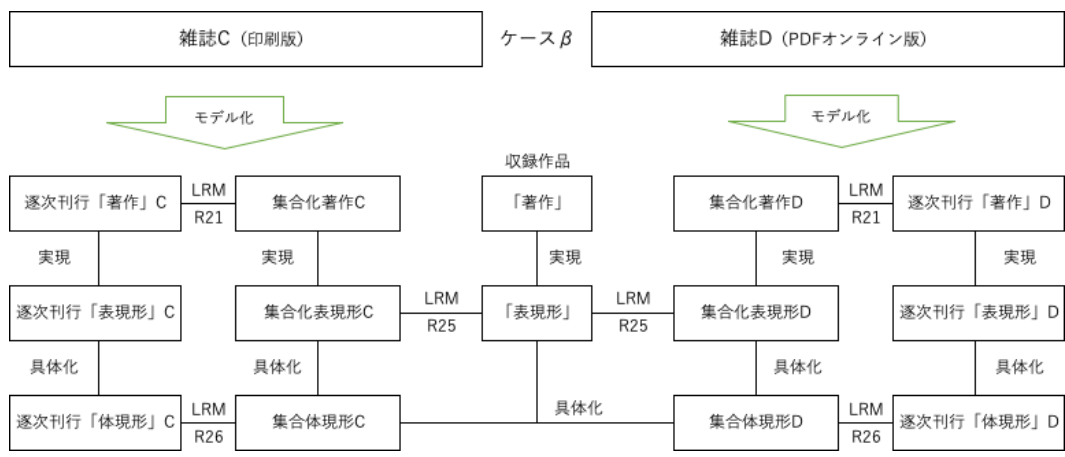 雑誌C（印刷版）
ケースβ
雑誌D（PDFオンライン版）
モデル化
モデル化
収録作品
逐次刊行「著作」C
LRM
R21
集合化著作C
「著作」
集合化著作D
LRM
R21
逐次刊行「著作」D
実現
実現
実現
実現
実現
逐次刊行「表現形」C
集合化表現形C
LRM
R25
「表現形」
LRM
R25
集合化表現形D
逐次刊行「表現形」D
具体化
具体化
具体化
具体化
具体化
逐次刊行「体現形」C
LRM
R26
集合体現形C
集合体現形D
LRM
R26
逐次刊行「体現形」D